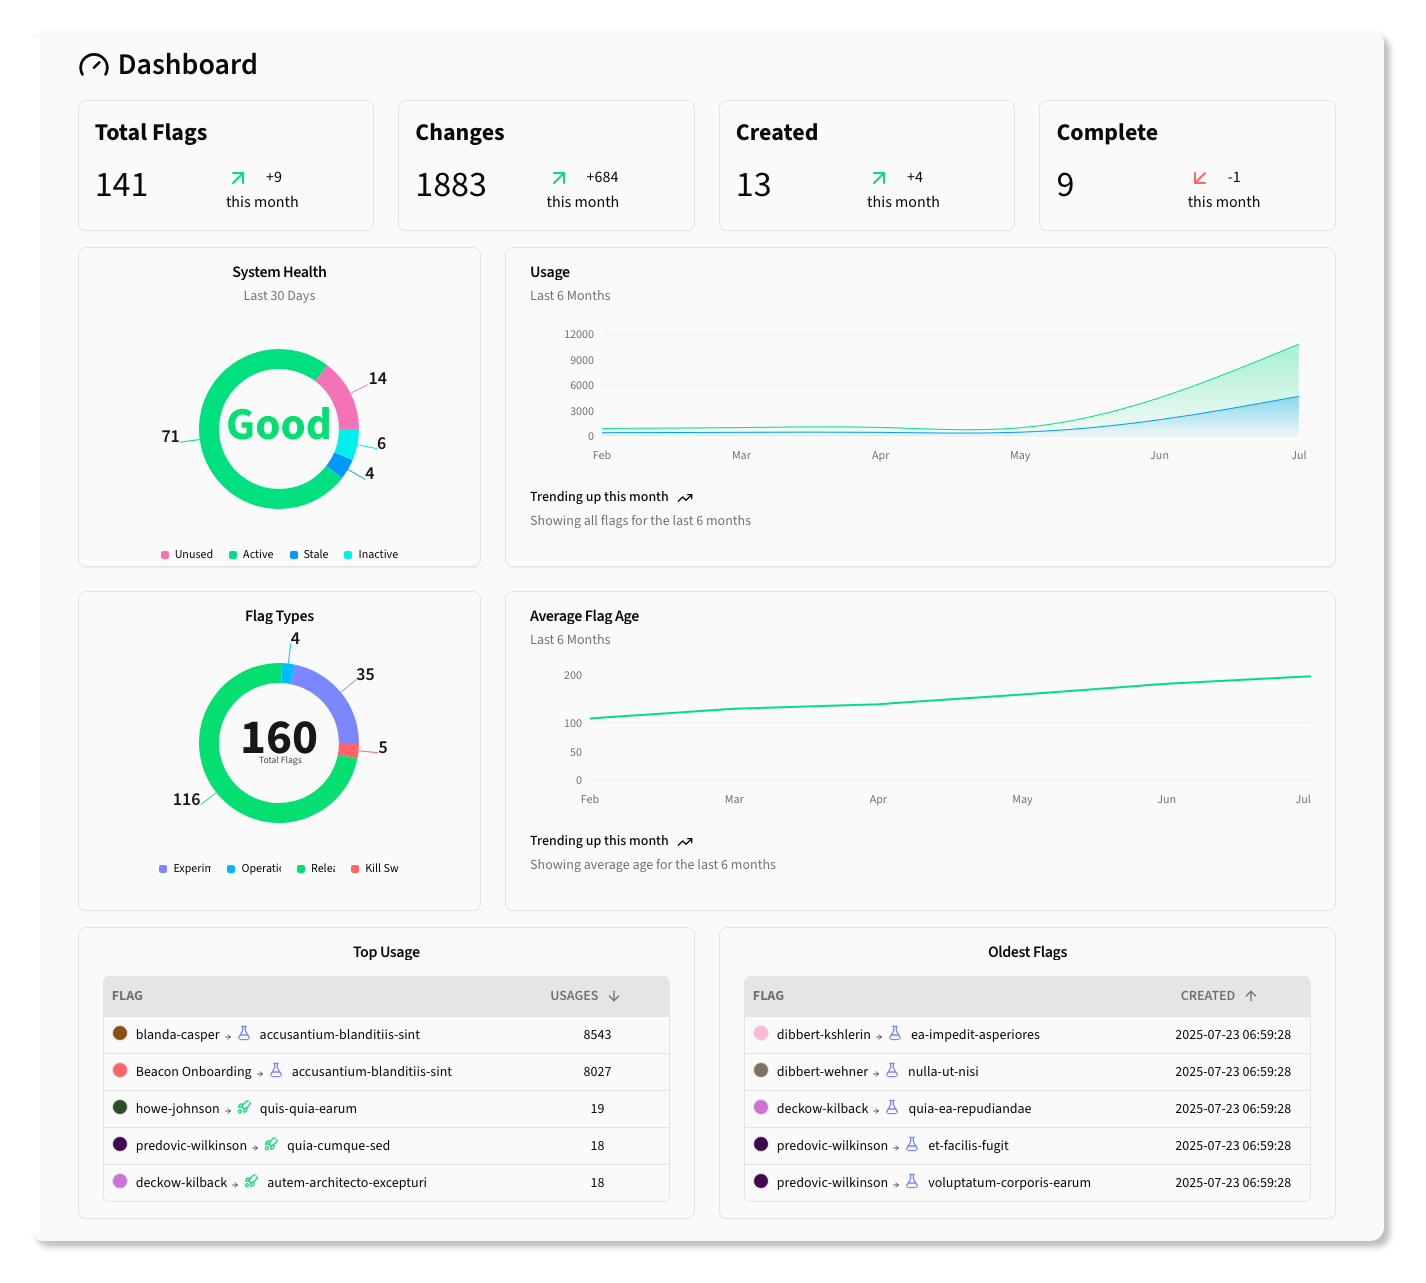 Dashboard
Total Flags
141
+9
this month
Changes
1883
+684
this month
Created
13
+4
this month
Complete
9
-1
this month
System Health
Last 30 Days
14
71
Good
6
4
Unused Active Stale Inactive
Usage
Last 6 Months
12000
9000
6000
3000
0
Feb Mar Apr May Jun Jul
Trending up this month
Showing all flags for the last 6 months
Flag Types
4
35
160
Total Flags
5
116
Experin Operatic Relea Kill Sw
Average Flag Age
Last 6 Months
200
100
50
0
Feb Mar Apr May Jun Jul
Trending up this month
Showing average age for the last 6 months
Top Usage
FLAG USAGES ↓
blanda-casper → accusantium-blanditiis-sint 8543
Beacon Onboarding → accusantium-blanditiis-sint 8027
howe-johnson → quis-quia-earum 19
predovic-wilkinson → quia-cumque-sed 18
deckow-kilback → autem-architecto-excepturi 18
Oldest Flags
FLAG CREATED ↑
dibbert-kshlerin → ea-impedit-asperiores 2025-07-23 06:59:28
dibbert-wehner → nulla-ut-nisi 2025-07-23 06:59:28
deckow-kilback → quia-ea-repudiandae 2025-07-23 06:59:28
predovic-wilkinson → et-facilis-fugit 2025-07-23 06:59:28
predovic-wilkinson → voluptatum-corporis-earum 2025-07-23 06:59:28